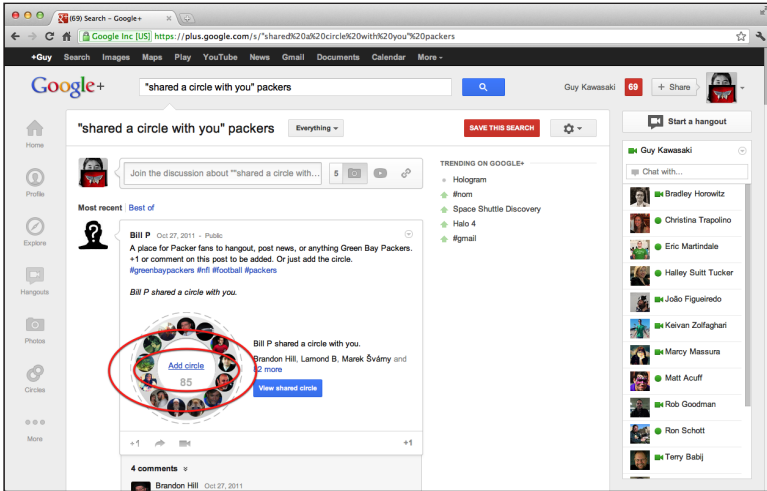 (69) Search - Google+
Google Inc [US] https://plus.google.com/s/"shared%20a%20circle%20with%20you"%20packers
+Guy Search Images Maps Play YouTube News Gmail Documents Calendar More
Google+
"shared a circle with you" packers
Guy Kawasaki 69 + Share
Home
Profile
Explore
Hangouts
Photos
Circles
More
"shared a circle with you" packers Everything
SAVE THIS SEARCH
Join the discussion about ""shared a circle with… 5
Most recent Best of
Bill P Oct 27, 2011 - Public
A place for Packer fans to hangout, post news, or anything Green Bay Packers.
+1 or comment on this post to be added. Or just add the circle.
#greenbaypackers #nfl #football #packers
Bill P shared a circle with you.
Add circle
85
Bill P shared a circle with you.
Brandon Hill, Lamond B, Marek Švárny and
82 more
View shared circle
+1 +1
4 comments
Brandon Hill Oct 27, 2011
TRENDING ON GOOGLE+
Hologram
#nom
Space Shuttle Discovery
Halo 4
#gmail
Start a hangout
Guy Kawasaki
Chat with...
Bradley Horowitz
Christina Trapolino
Eric Martindale
Halley Suitt Tucker
João Figueiredo
Keivan Zolfaghari
Marcy Massura
Matt Acuff
Rob Goodman
Ron Schott
Terry Babij